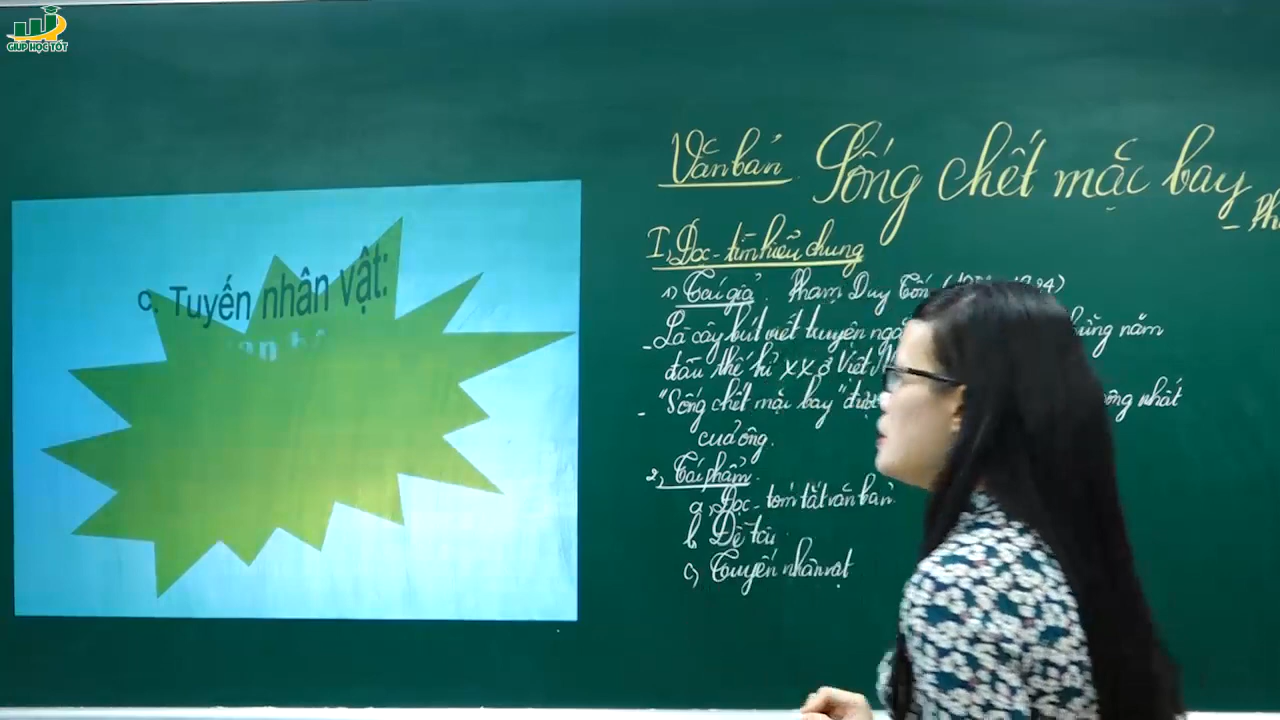 GIÚP HỌC TỐT
c. Tuyến nhân vật:
Văn bản Sống chết mặc bay
I, Đọc - tìm hiểu chung
1) Tác giả. Phạm Duy Tốn
- Là cây bút viết truyện năm
đầu thế kỉ XX ở Việt
- "Sống chết mặc bay" được nhất
của ông.
2, Tác phẩm.
a, Đọc - tóm tắt văn bản.
b Đề tài
c, Tuyến nhân vật